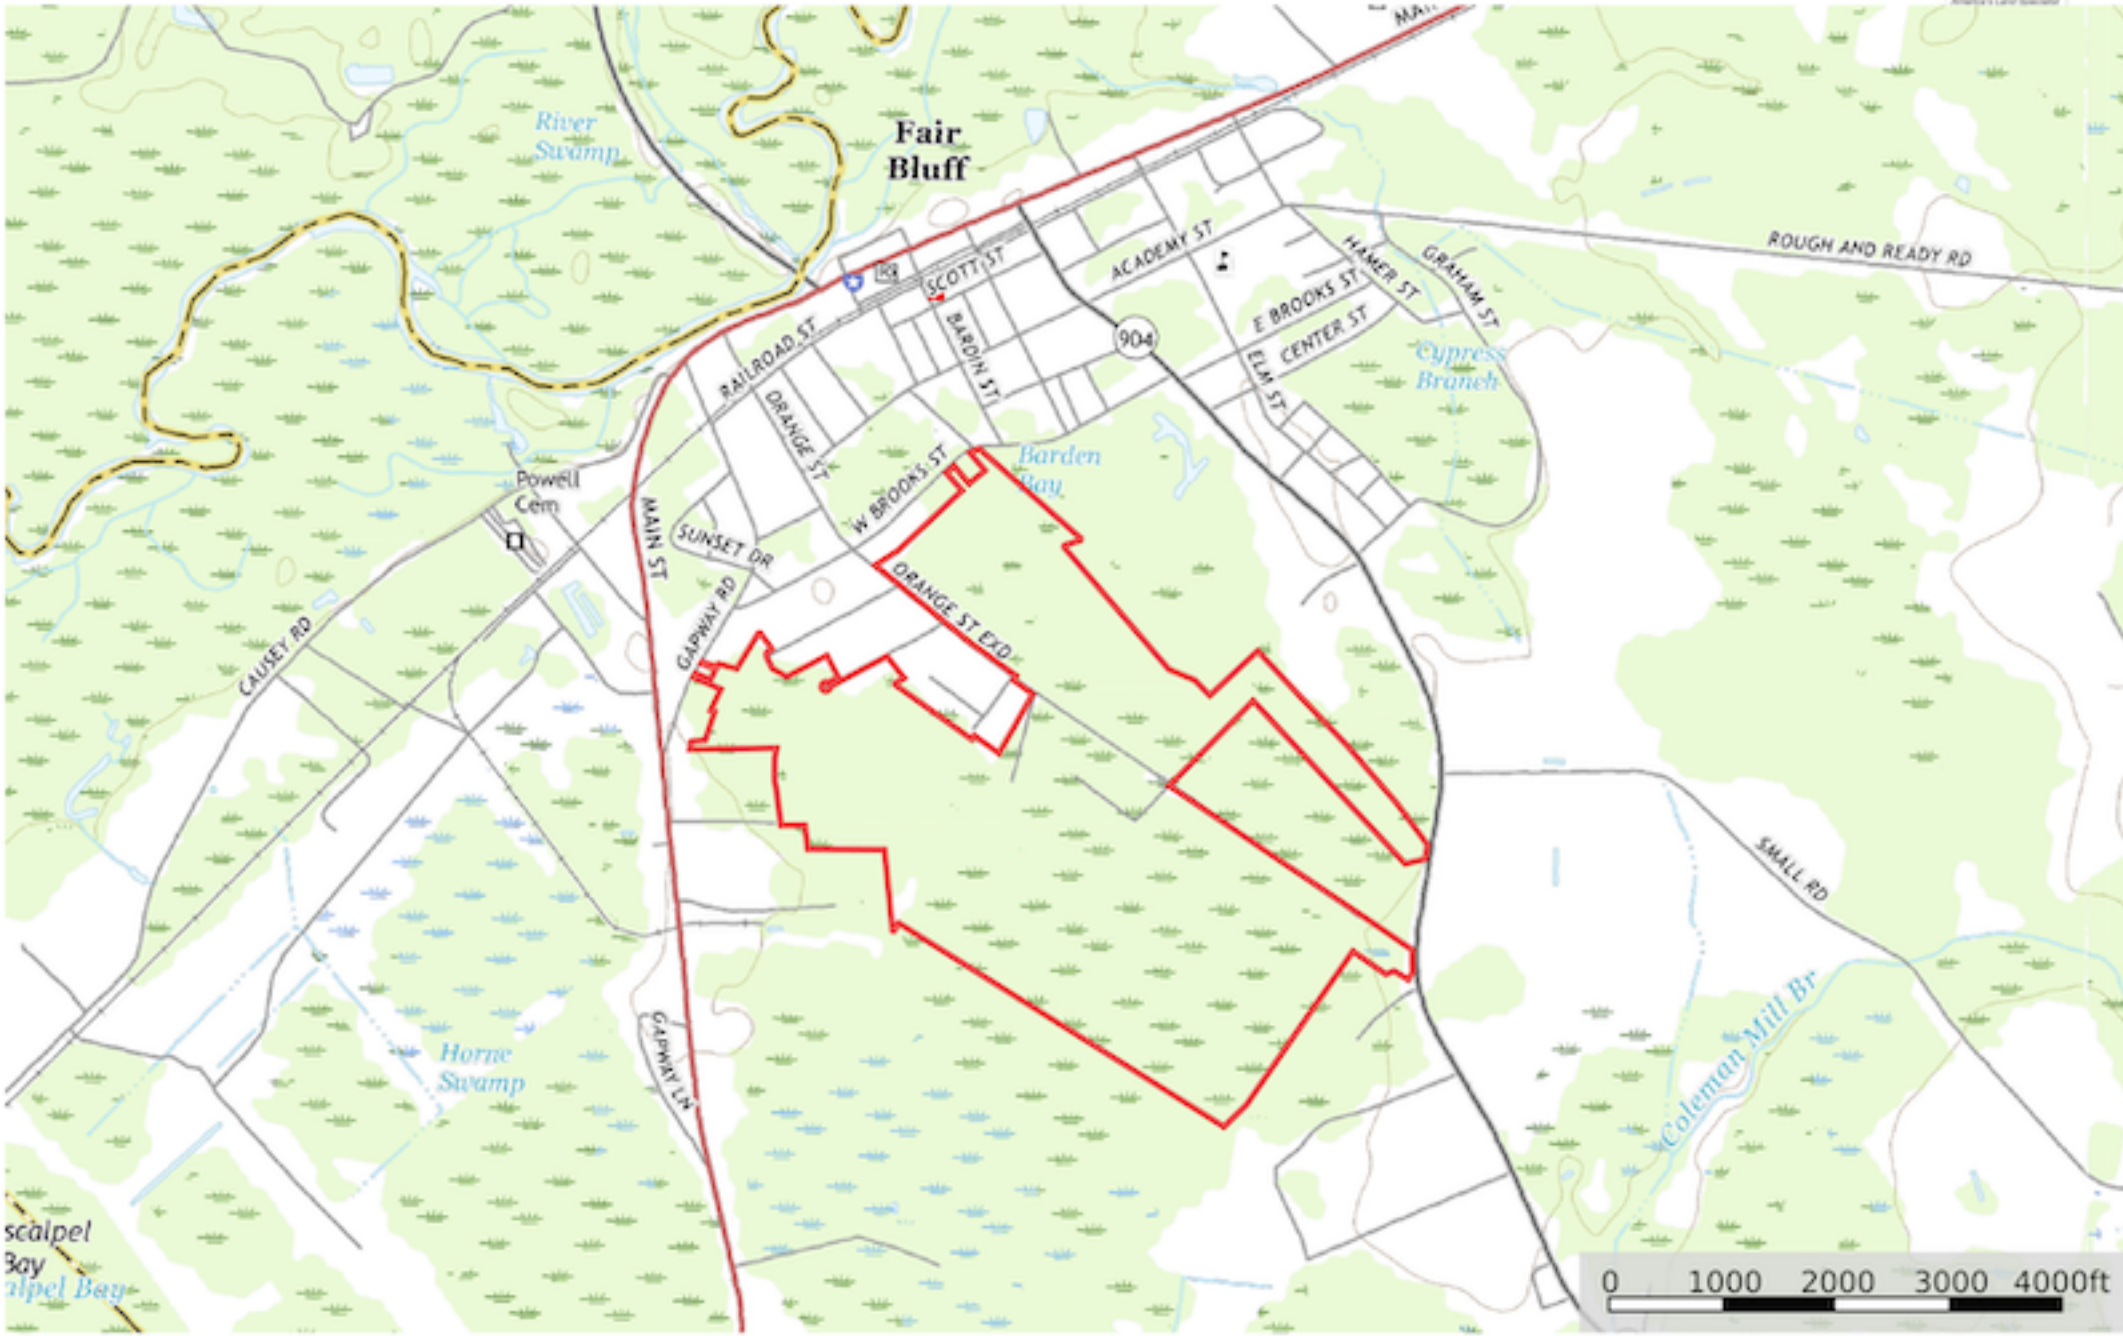 River
Swamp
Fair
Bluff
ROUGH AND READY RD
ACADEMY ST
HAMER ST
GRAHAM ST
SCOTT ST
E BROOKS ST
CENTER ST
RAILROAD ST
BARDIN ST
904
ELM ST
Cypress
Branch
ORANGE ST
W BROOKS ST
Barden
Bay
Powell
Cem
MAIN ST
SUNSET DR
GAPWAY RD
ORANGE ST EXD
CAUSEY RD
SMALL RD
Coleman Mill Br
GAPWAY LN
Horne
Swamp
scalpel
Bay
alpel Bay
0 1000 2000 3000 4000ft